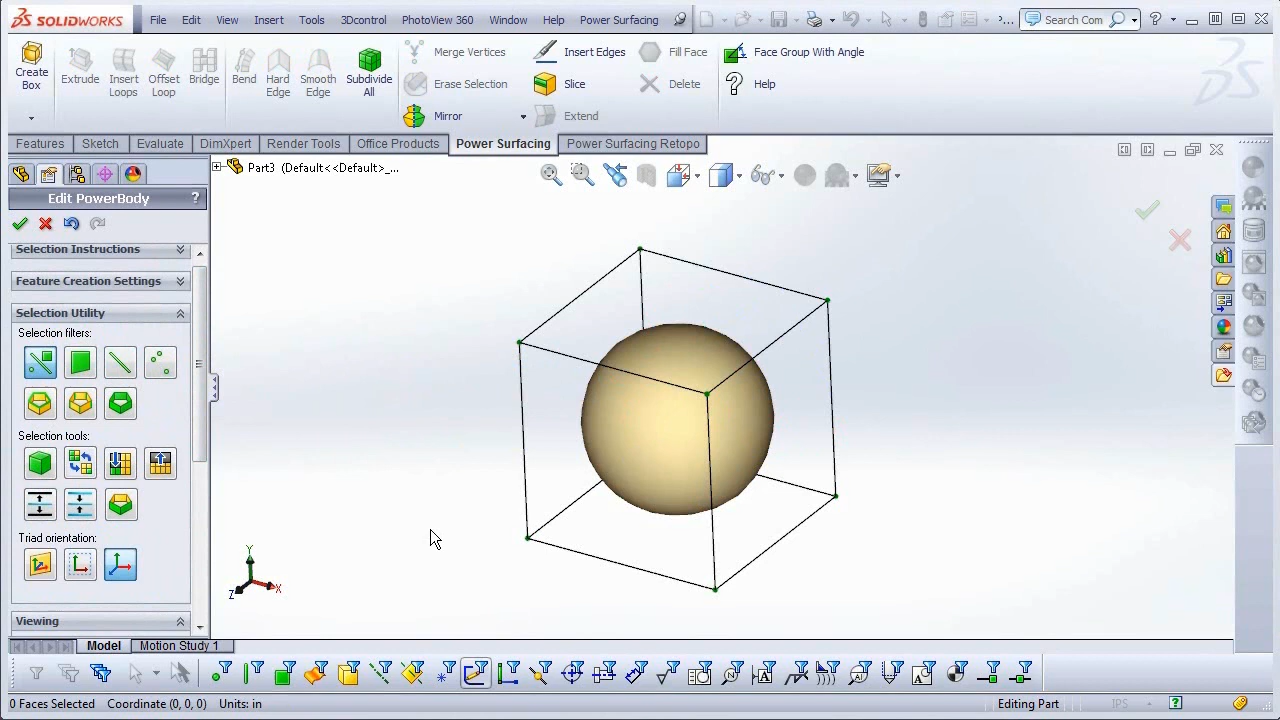 SOLIDWORKS File Edit View Insert Tools 3Dcontrol PhotoView 360 Window Help Power Surfacing Search Com
Create Box
Extrude
Insert Loops
Offset Loop
Bridge
Bend
Hard Edge
Smooth Edge
Subdivide All
Merge Vertices Insert Edges Fill Face Face Group With Angle
Erase Selection Slice Delete Help
Mirror Extend
Features Sketch Evaluate DimXpert Render Tools Office Products Power Surfacing Power Surfacing Retopo
Part3 (Default<<Default>_...
Edit PowerBody ?
Selection Instructions
Feature Creation Settings
Selection Utility
Selection filters:
Selection tools:
Triad orientation:
Y
X
Z
Viewing
Model Motion Study 1
0 Faces Selected Coordinate (0, 0, 0) Units: in Editing Part IPS